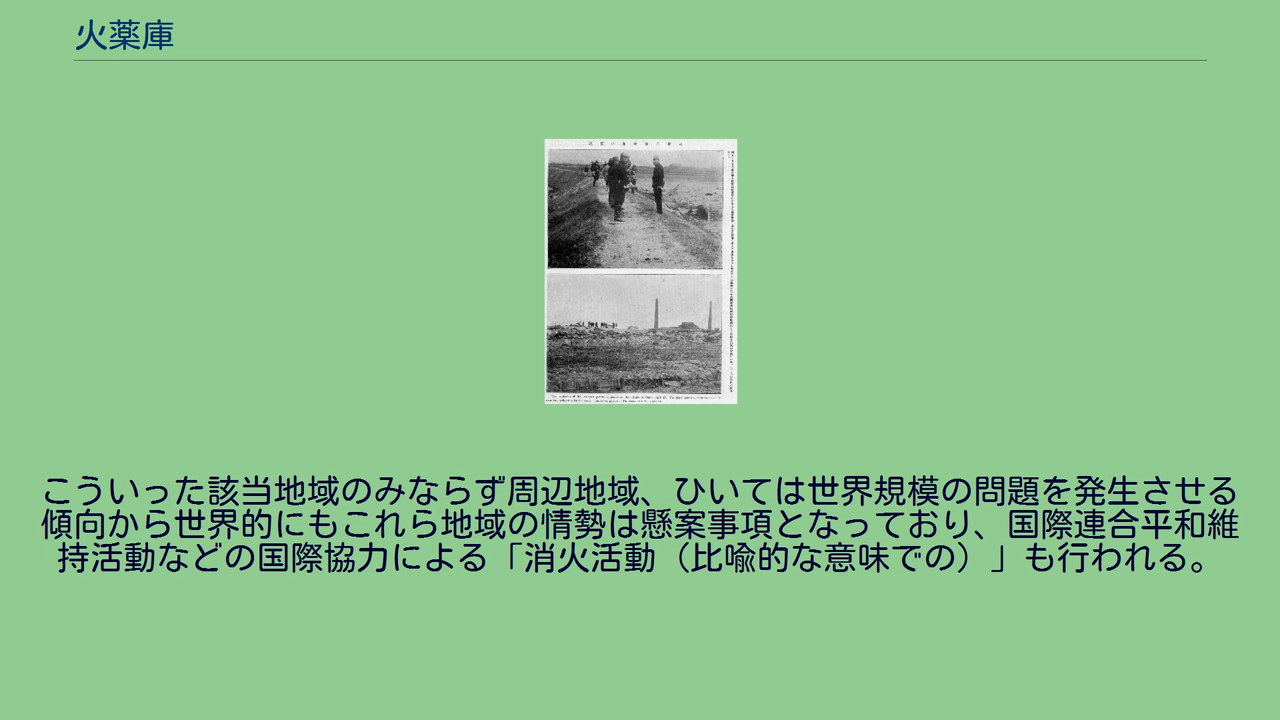 火薬庫
こういった該当地域のみならず周辺地域、ひいては世界規模の問題を発生させる
傾向から世界的にもこれら地域の情勢は懸案事項となっており、国際連合平和維
持活動などの国際協力による「消火活動（比喩的な意味での）」も行われる。